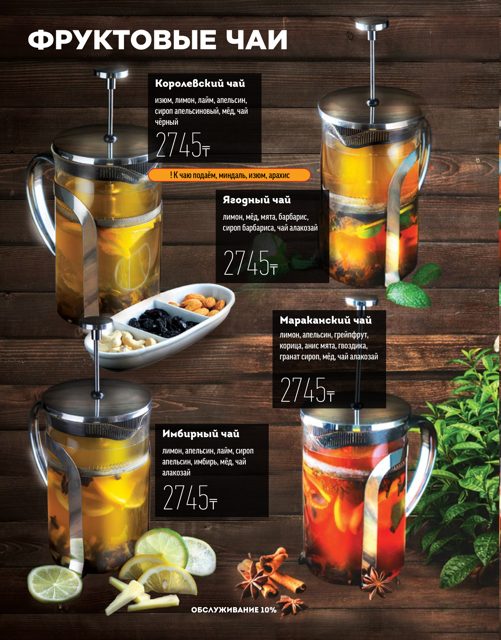 ФРУКТОВЫЕ ЧАИ
Королевский чай
изюм, лимон, лайм, апельсин,
сироп апельсиновый, мёд, чай
чёрный
2745₸
! К чаю подаём, миндаль, изюм, арахис
Ягодный чай
лимон, мёд, мята, барбарис,
сироп барбариса, чай алакозай
2745₸
Мараканский чай
лимон, апельсин, грейпфрут,
корица, анис мята, гвоздика,
гранат сироп, мёд, чай алакозай
2745₸
Имбирный чай
лимон, апельсин, лайм, сироп
апельсин, имбирь, мёд, чай
алакозай
2745₸
ОБСЛУЖИВАНИЕ 10%